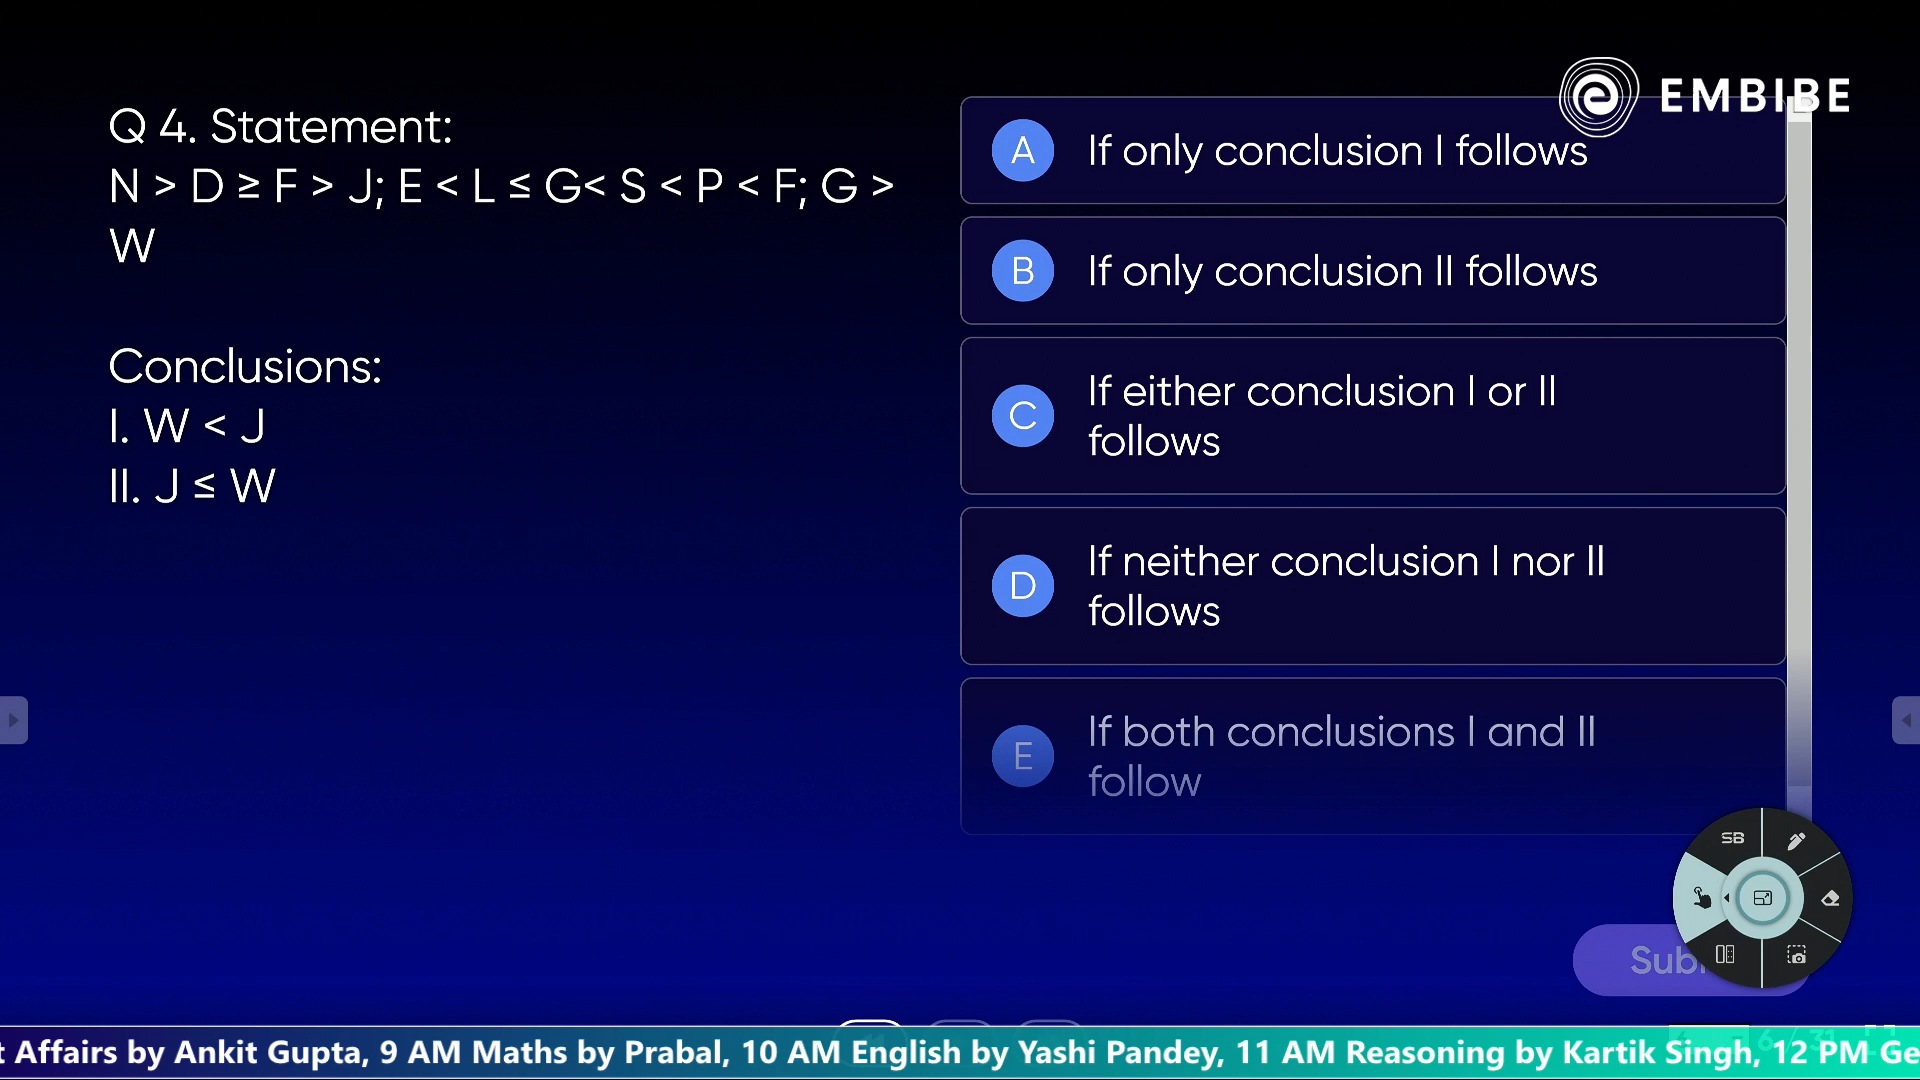 EMBIBE
Q 4. Statement:
N > D ≥ F > J; E < L ≤ G< S < P < F; G >
W
Conclusions:
I. W < J
II. J ≤ W
A If only conclusion I follows
B If only conclusion II follows
C If either conclusion I or II
follows
D If neither conclusion I nor II
follows
E If both conclusions I and II
follow
SB
t Affairs by Ankit Gupta, 9 AM Maths by Prabal, 10 AM English by Yashi Pandey, 11 AM Reasoning by Kartik Singh, 12 PM Ge